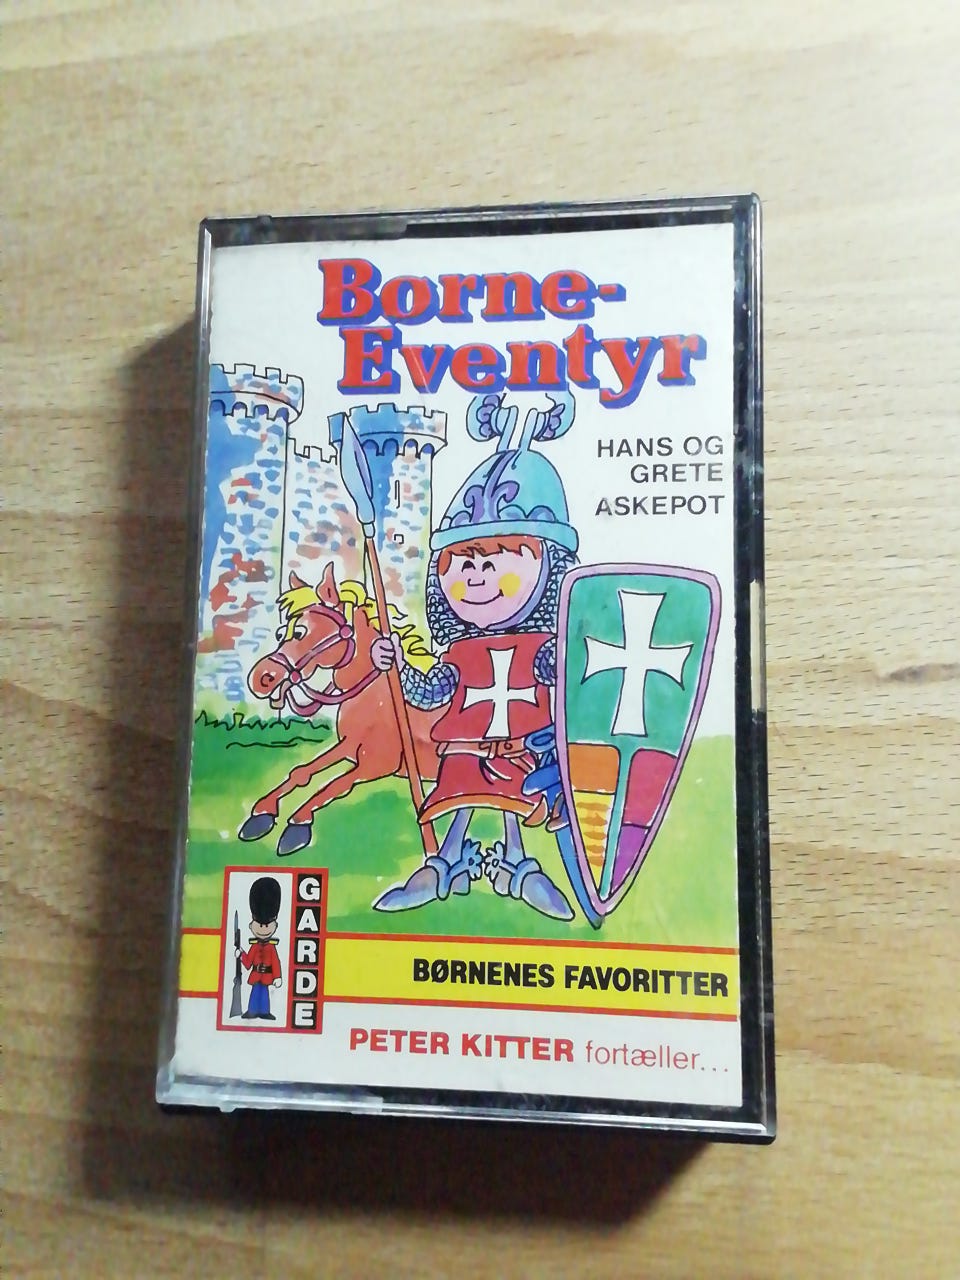 Børne-
Eventyr
HANS OG
GRETE
ASKEPOT
GARDE
BØRNENES FAVORITTER
PETER KITTER fortæller...